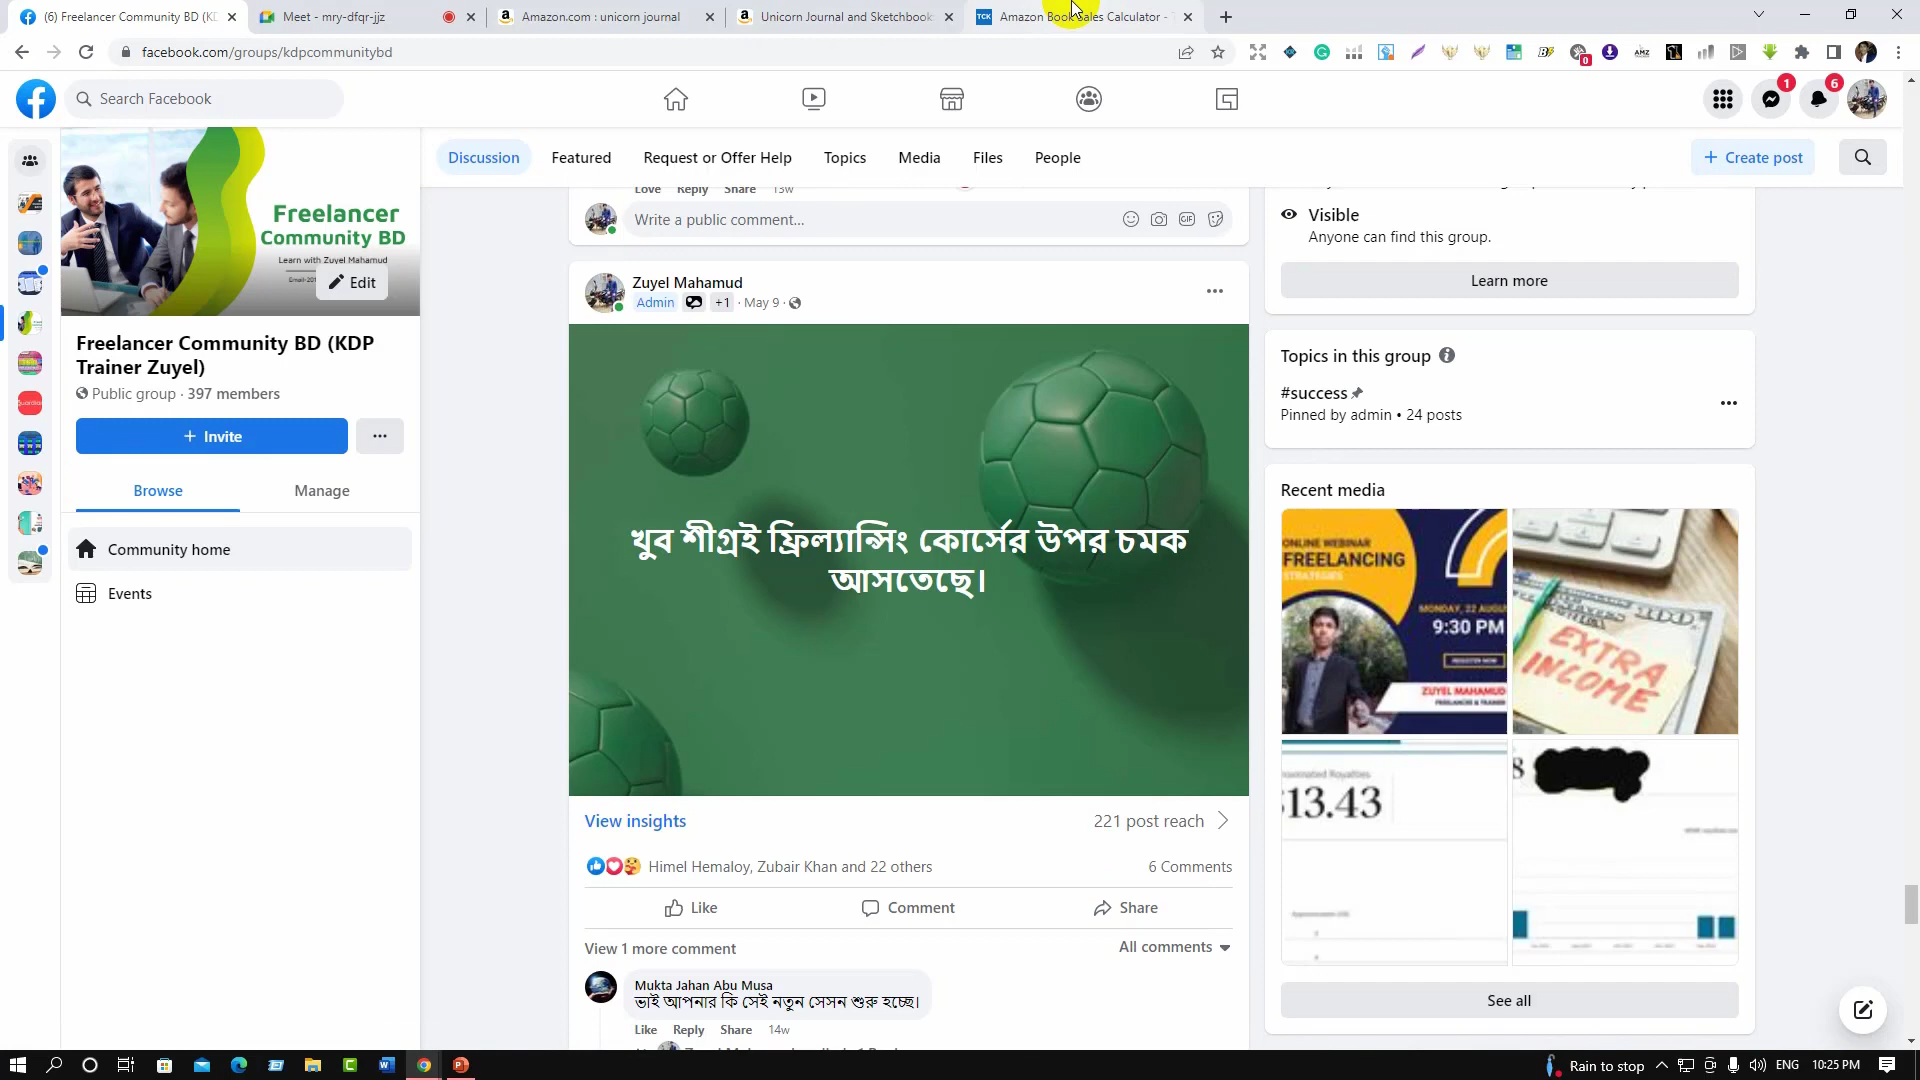 (6) Freelancer Community BD (KD
Meet - mry-dfqr-jjz
Amazon.com : unicorn journal
Unicorn Journal and Sketchbook
Amazon Book Sales Calculator - T
facebook.com/groups/kdpcommunitybd
Search Facebook
1
6
Discussion
Featured
Request or Offer Help
Topics
Media
Files
People
+ Create post
Freelancer
Community BD
Learn with Zuyel Mahamud
Edit
Freelancer Community BD (KDP
Trainer Zuyel)
Public group · 397 members
+ Invite
Browse
Manage
Community home
Events
Love Reply Share 13w
Write a public comment...
GIF
Zuyel Mahamud
Admin +1 · May 9 ·
খুব শীগ্রই ফ্রিল্যান্সিং কোর্সের উপর চমক
আসতেছে।
View insights
221 post reach
Himel Hemaloy, Zubair Khan and 22 others
6 Comments
Like
Comment
Share
View 1 more comment
All comments
Mukta Jahan Abu Musa
ভাই আপনার কি সেই নতুন সেসন শুরু হচ্ছে।
Like Reply Share 14w
Visible
Anyone can find this group.
Learn more
Topics in this group
#success
Pinned by admin • 24 posts
Recent media
ONLINE WEBINAR
FREELANCING
STRATEGIES
MONDAY, 22 AUGU
9:30 PM
REGISTER NOW
ZUYEL MAHAMUD
FREELANCER & TRAINER
100
EXTRA
INCOME
Estimated Royalties
13.43
8
See all
Rain to stop
ENG
10:25 PM